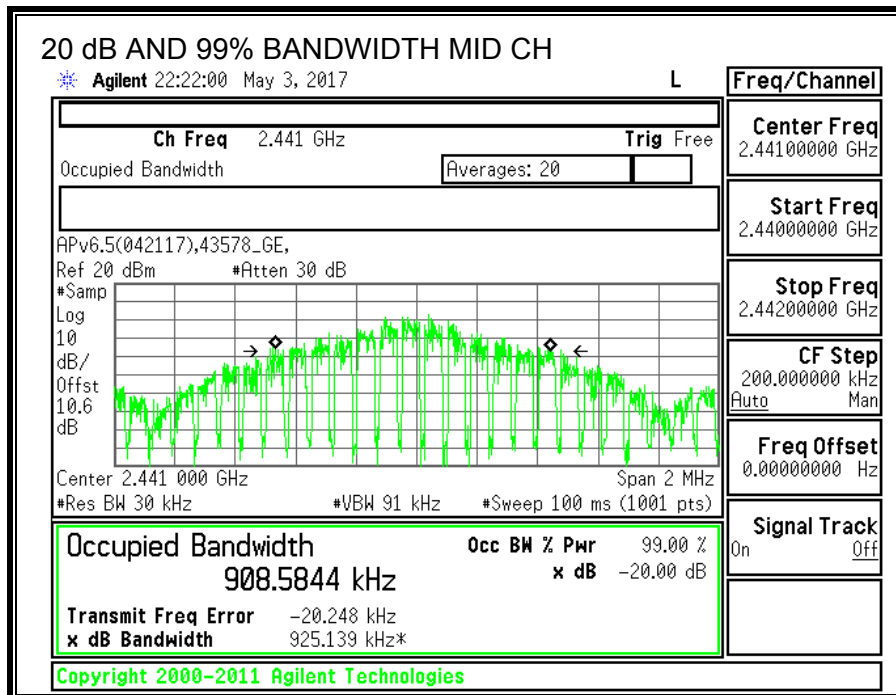 20 dB AND 99% BANDWIDTH MID CH
Agilent 22:22:00 May 3, 2017 L
Ch Freq 2.441 GHz Trig Free
Occupied Bandwidth Averages: 20
APv6.5(042117),43578_GE,
Ref 20 dBm #Atten 30 dB
#Samp
Log
10
dB/
Offst
10.6
dB
Center 2.441 000 GHz Span 2 MHz
#Res BW 30 kHz #VBW 91 kHz #Sweep 100 ms (1001 pts)
Occupied Bandwidth Occ BW % Pwr 99.00 %
908.5844 kHz x dB -20.00 dB
Transmit Freq Error -20.248 kHz
x dB Bandwidth 925.139 kHz*
Copyright 2000-2011 Agilent Technologies
Freq/Channel
Center Freq
2.44100000 GHz
Start Freq
2.44000000 GHz
Stop Freq
2.44200000 GHz
CF Step
200.000000 kHz
Auto Man
Freq Offset
0.00000000 Hz
Signal Track
On Off